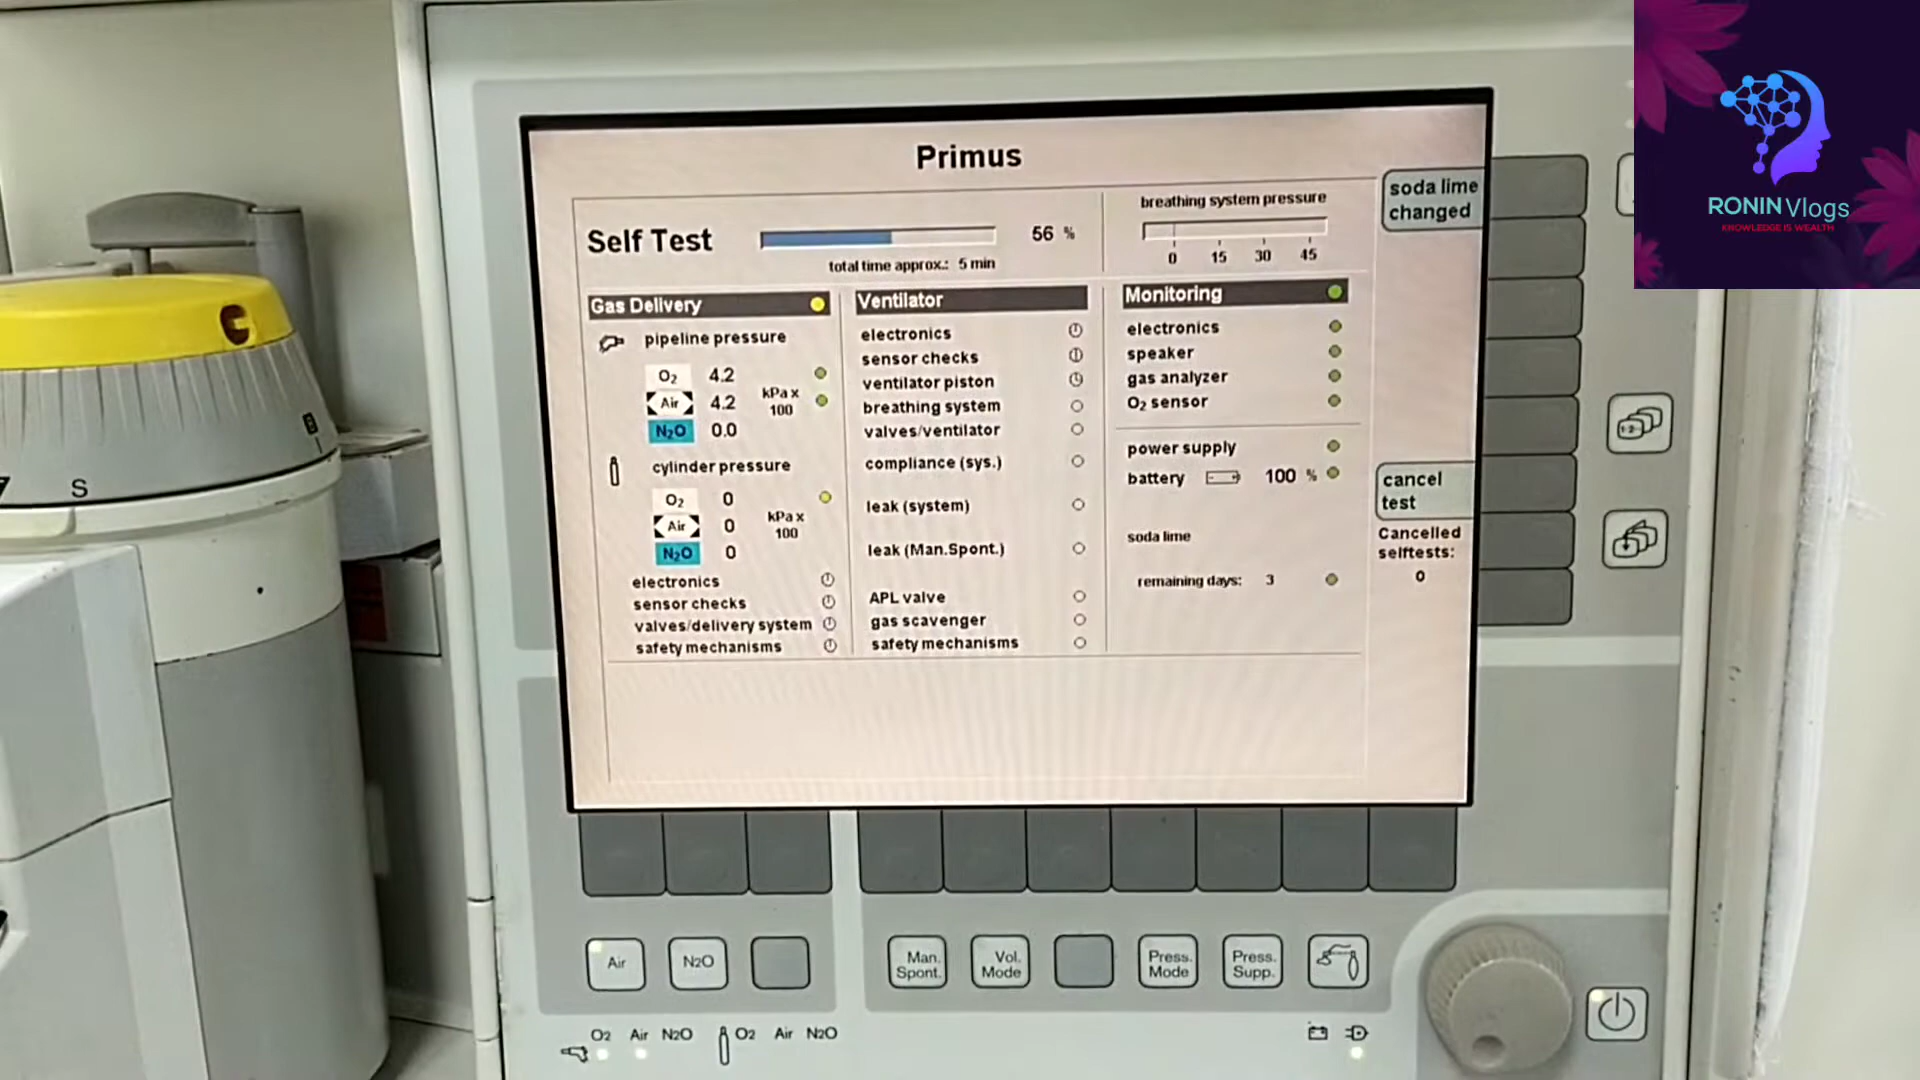 Primus
Self Test
56 %
total time approx.: 5 min
breathing system pressure
0 15 30 45
soda lime
changed
Gas Delivery
pipeline pressure
O2 4.2
Air 4.2
N2O 0.0
kPa x
100
cylinder pressure
O2 0
Air 0
N2O 0
kPa x
100
electronics
sensor checks
valves/delivery system
safety mechanisms
Ventilator
electronics
sensor checks
ventilator piston
breathing system
valves/ventilator
compliance (sys.)
leak (system)
leak (Man.Spont.)
APL valve
gas scavenger
safety mechanisms
Monitoring
electronics
speaker
gas analyzer
O2 sensor
power supply
battery 100 %
soda lime
remaining days: 3
cancel
test
Cancelled
selftests:
0
Air
N2O
Man.
Spont.
Vol.
Mode
Press.
Mode
Press.
Supp.
O2 Air N2O
O2 Air N2O
S
RONIN Vlogs
KNOWLEDGE IS WEALTH